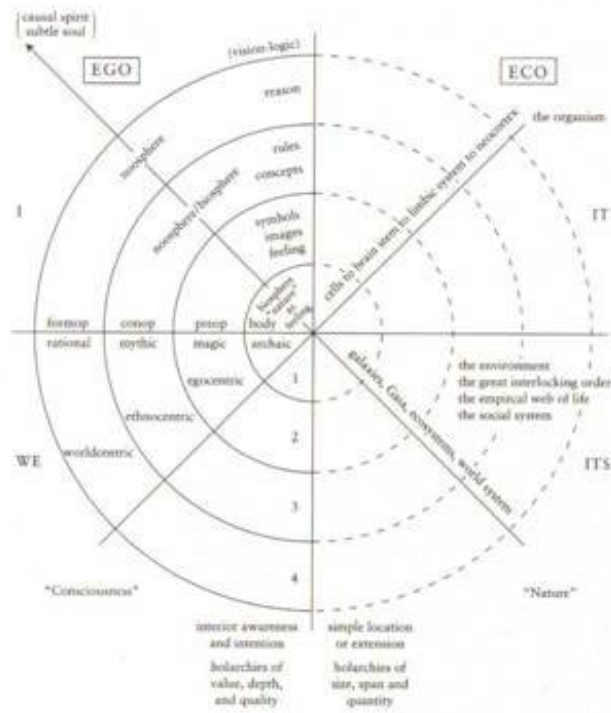 causal spirit
subtle soul
EGO
(vision-logic)
ECO
reason
the organism
noosphere
rules
concepts
noosphere/biosphere
cells to brain stem to limbic system to neocortex
I
IT
symbols
images
feeling
biosphere
"nature"
as
feeling
formop
conop
preop
body
rational
mythic
magic
archaic
egocentric
1
galaxies, Gaia, ecosystems, world system
the environment
the great interlocking order
the empirical web of life
the social system
ethnocentric
2
worldcentric
WE
ITS
3
4
"Consciousness"
"Nature"
interior awareness
and intention
simple location
or extension
holarchies of
value, depth,
and quality
holarchies of
size, span and
quantity